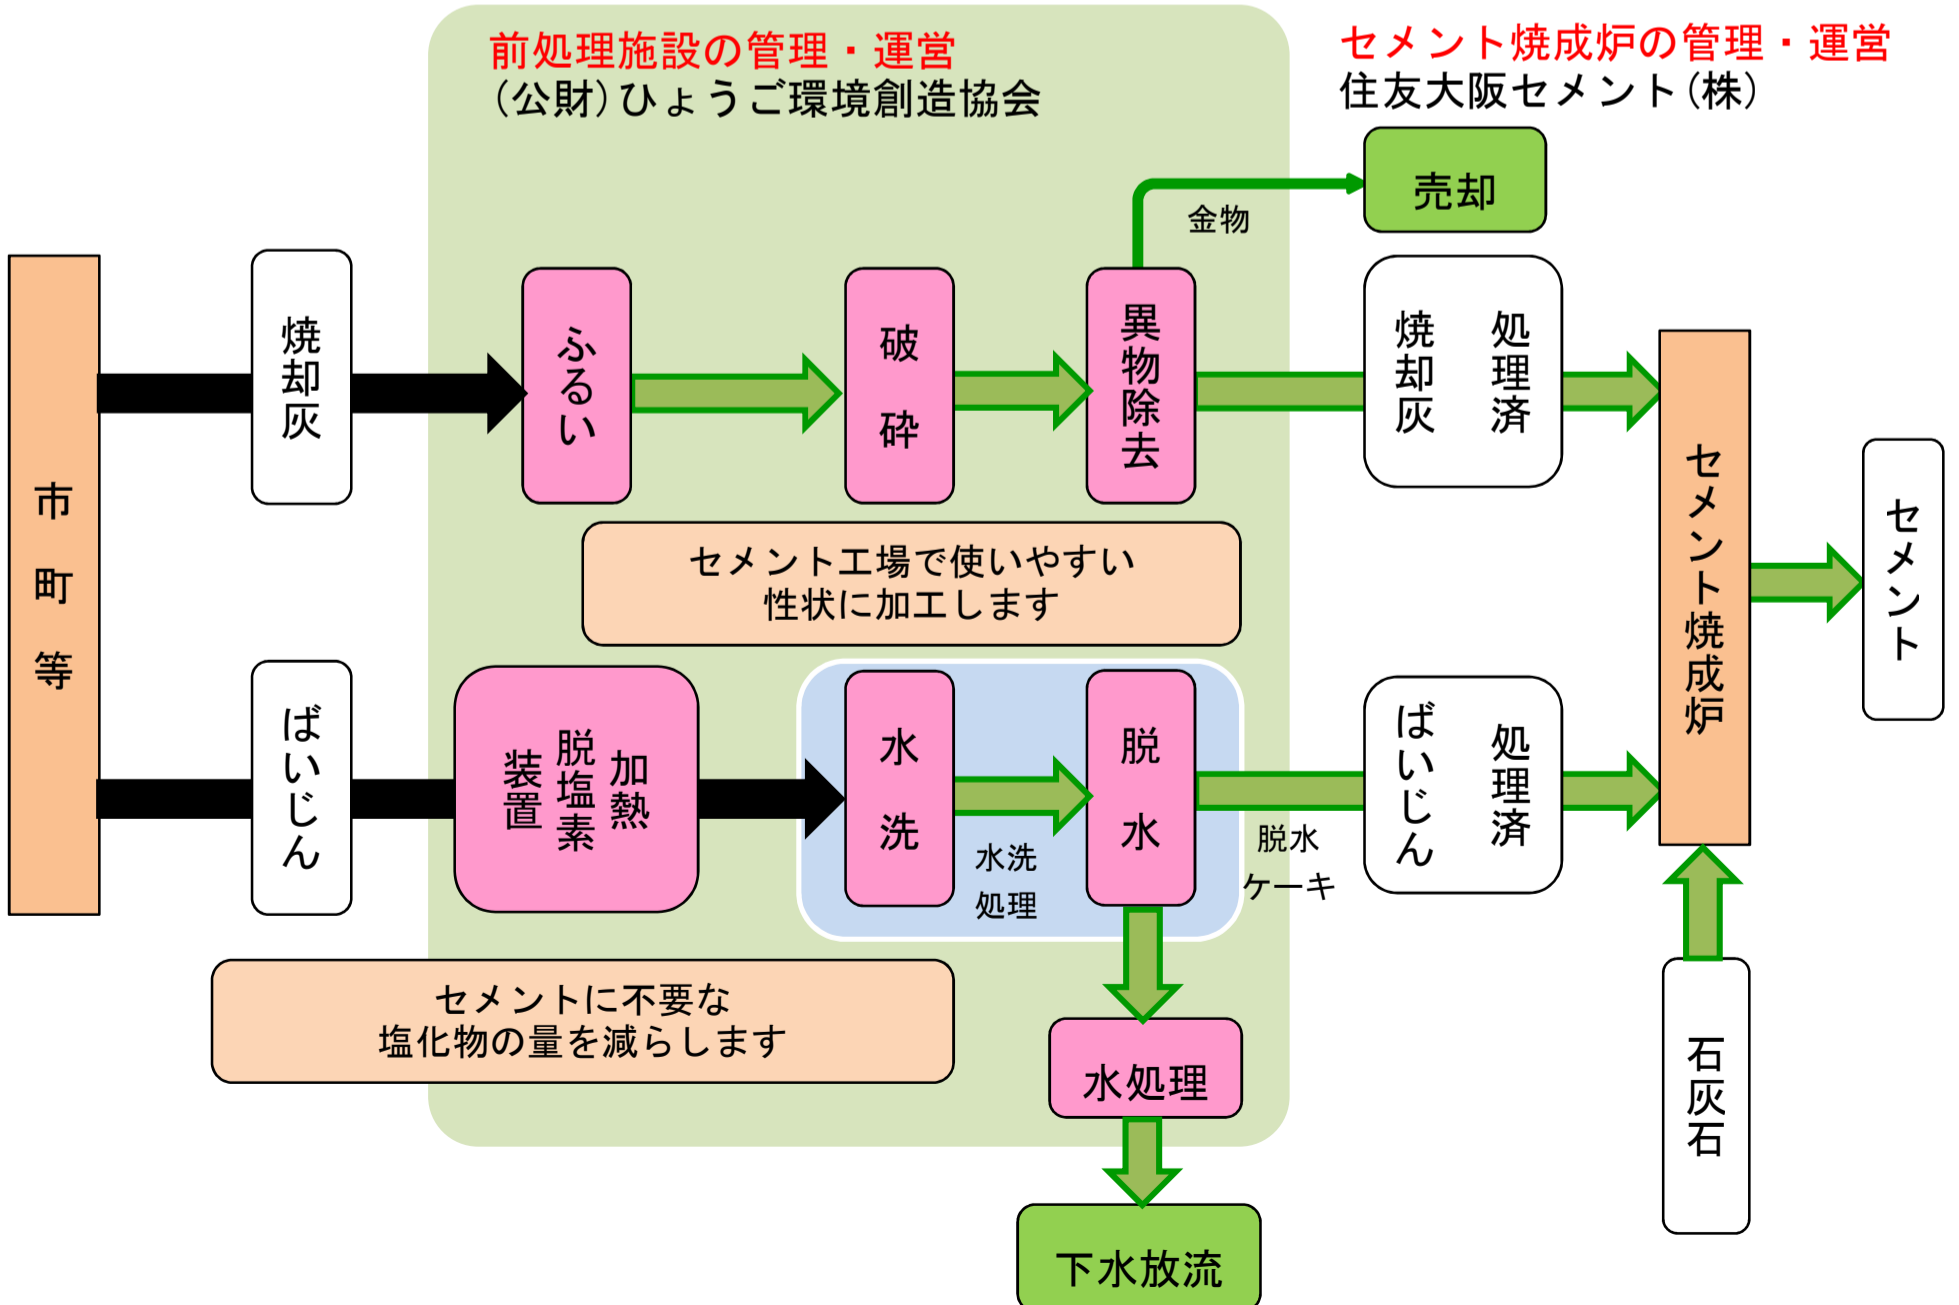 前処理施設の管理・運営
(公財)ひょうご環境創造協会
セメント焼成炉の管理・運営
住友大阪セメント(株)
売却
金物
市町等
焼却灰
ふるい
破砕
異物除去
処理済
焼却灰
セメント焼成炉
セメント
セメント工場で使いやすい
性状に加工します
ばいじん
加熱
脱塩素
装置
水洗
脱水
水洗
処理
脱水
ケーキ
処理済
ばいじん
セメントに不要な
塩化物の量を減らします
水処理
石灰石
下水放流